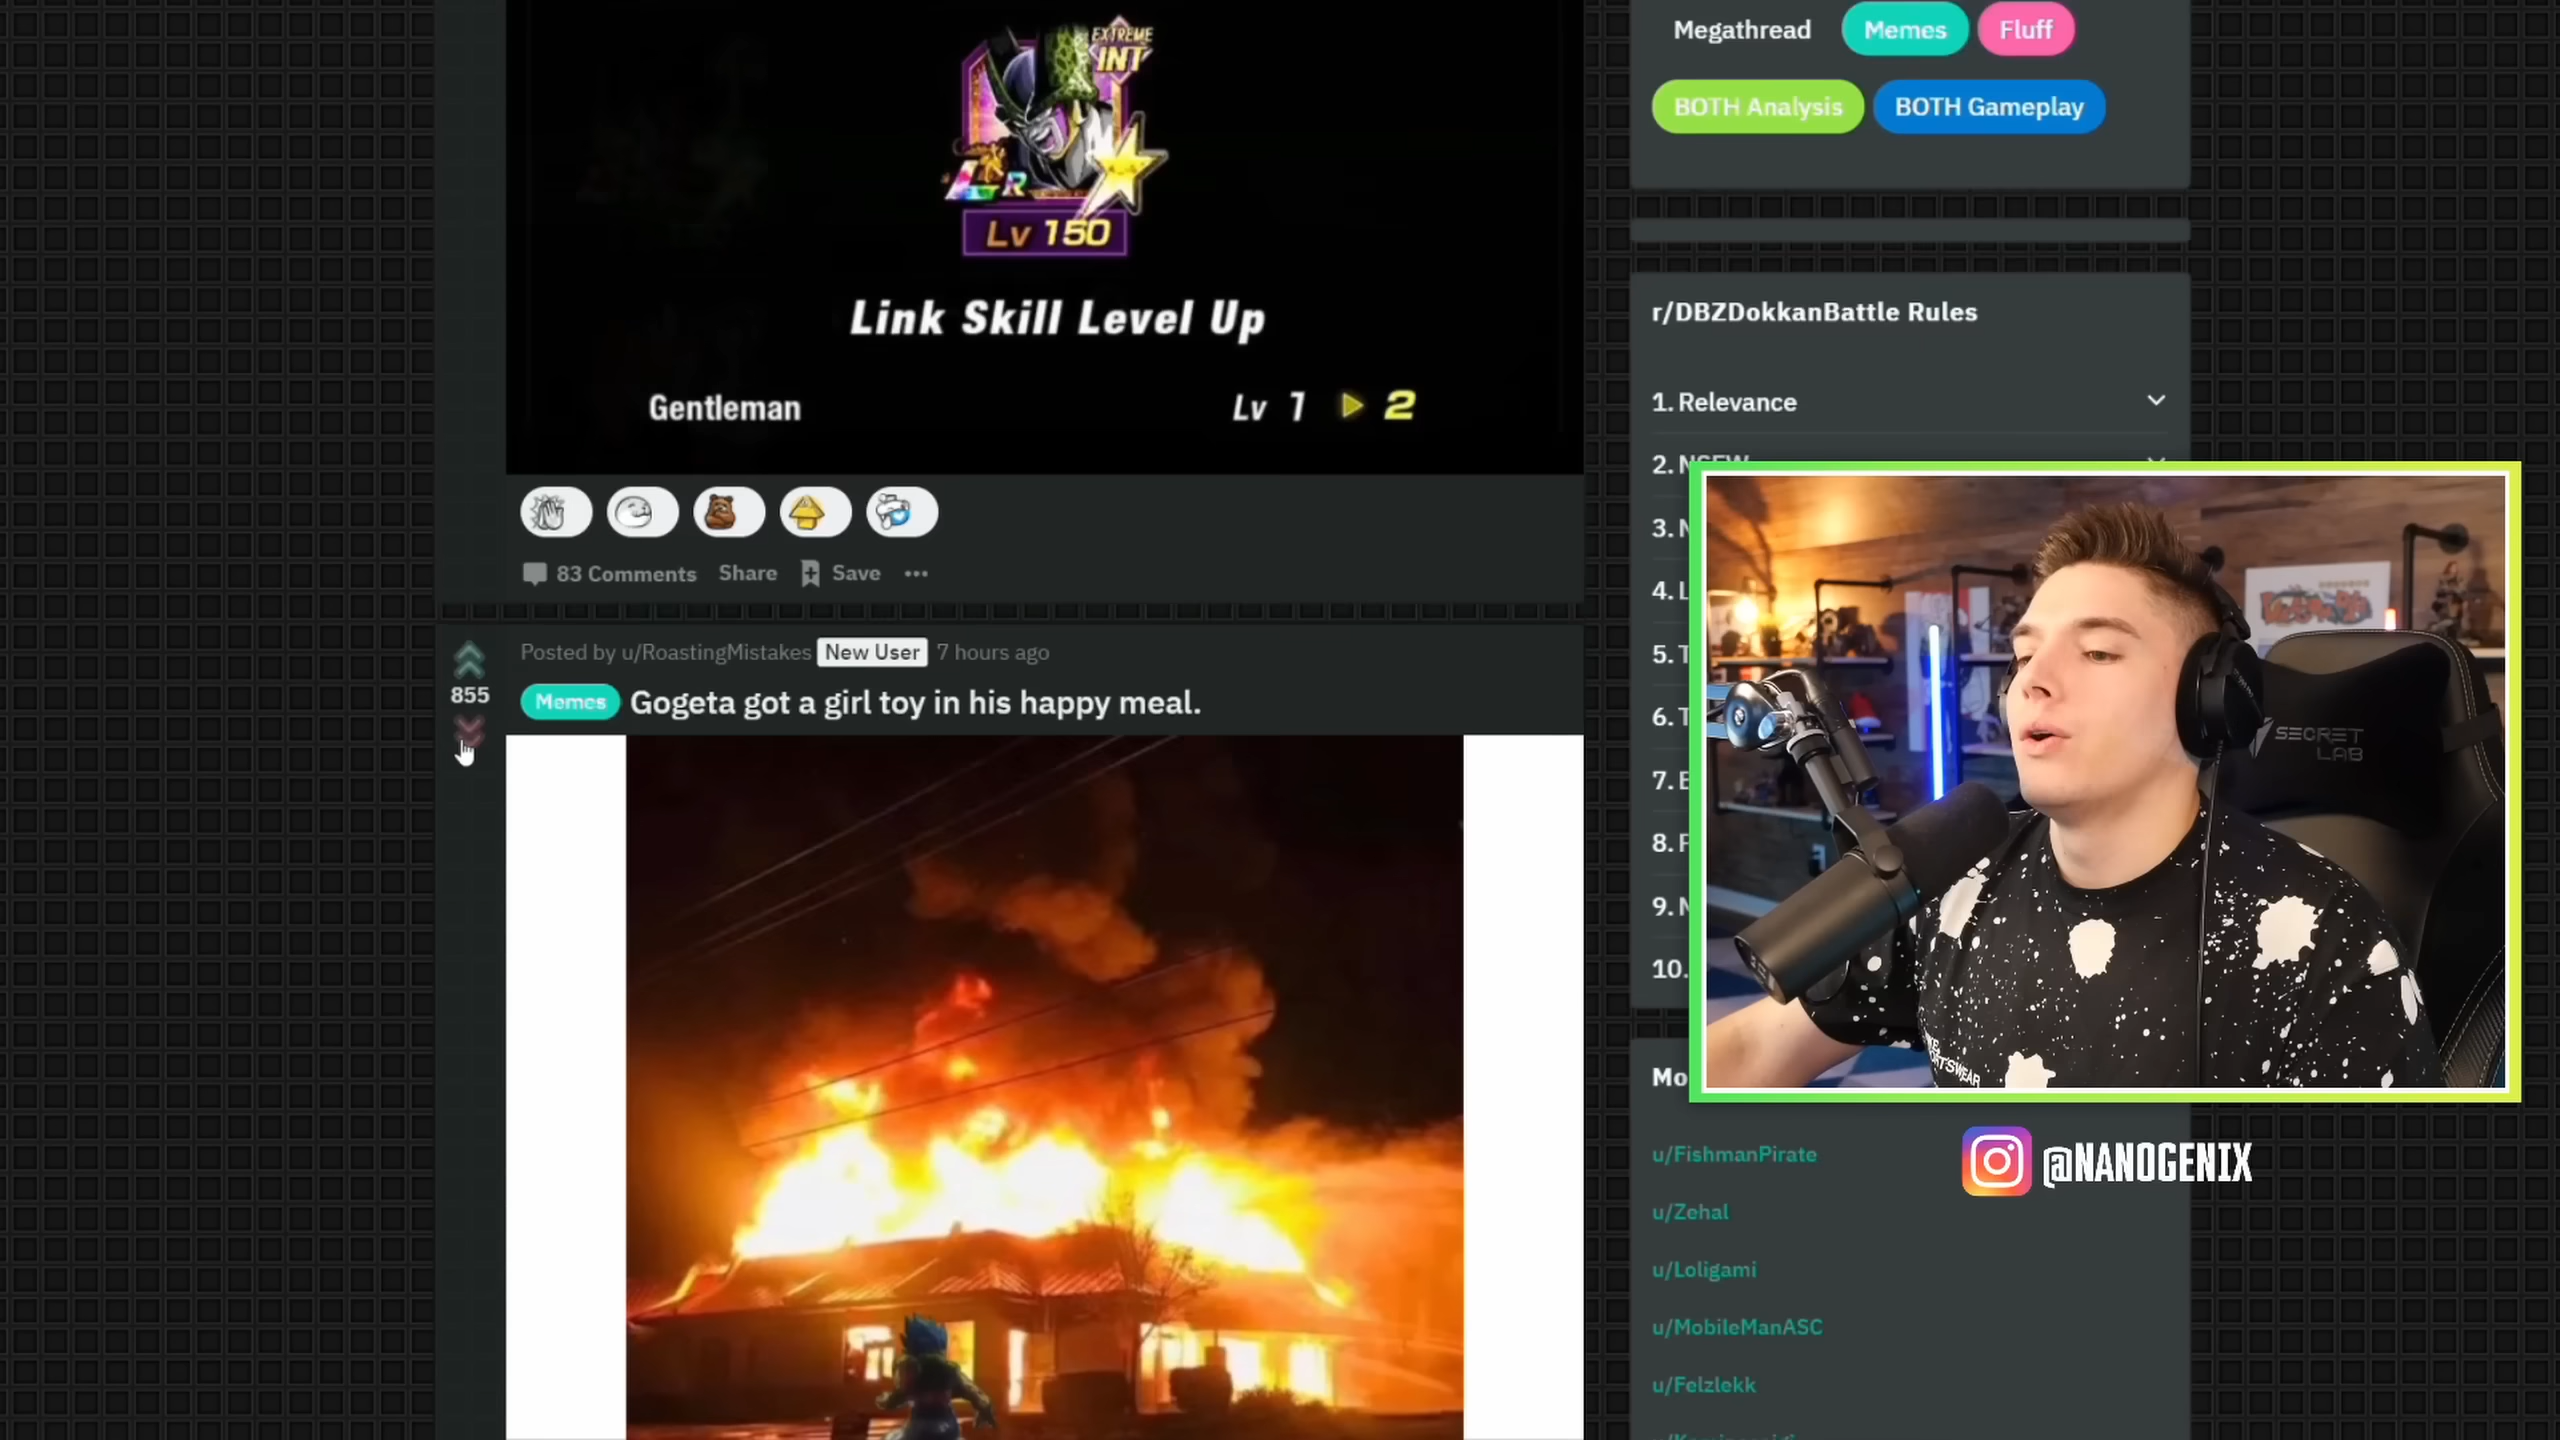 EXTREME
INT
LR
Lv 150
Link Skill Level Up
Gentleman
Lv 1 2
83 Comments Share Save
Posted by u/RoastingMistakes New User 7 hours ago
855
Memes Gogeta got a girl toy in his happy meal.
Megathread Memes Fluff
BOTH Analysis BOTH Gameplay
r/DBZDokkanBattle Rules
1. Relevance
2. NSFW
3. N
4. L
5. T
6. T
7. E
8. F
9. N
10.
Mo
SECRET
LAB
@NANOGENIX
u/FishmanPirate
u/Zehal
u/Loligami
u/MobileManASC
u/Felzlekk